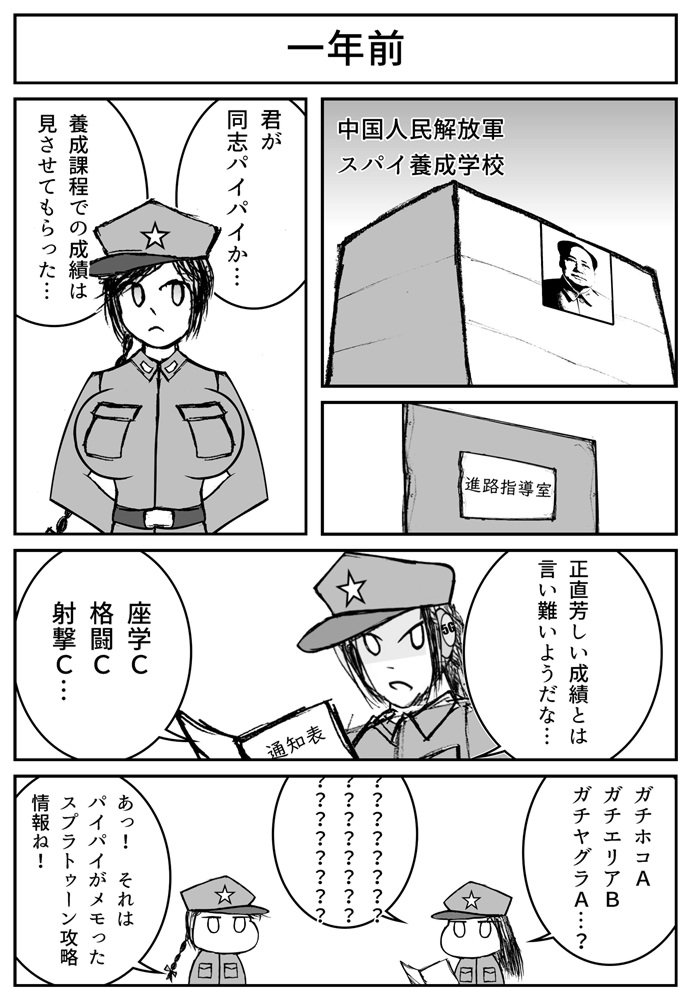 一年前
中国人民解放軍
スパイ養成学校
進路指導室
君が
同志パイパイか…
養成課程での成績は
見させてもらった…
正直芳しい成績とは
言い難いようだな…
56
通知表
座学C
格闘C
射撃C…
ガチホコA
ガチエリアB
ガチヤグラA…？
？？？？？？？？
？？？？？？？？
？？？？？？？？
あっ！　それは
パイパイがメモった
スプラトゥーン攻略
情報ね！